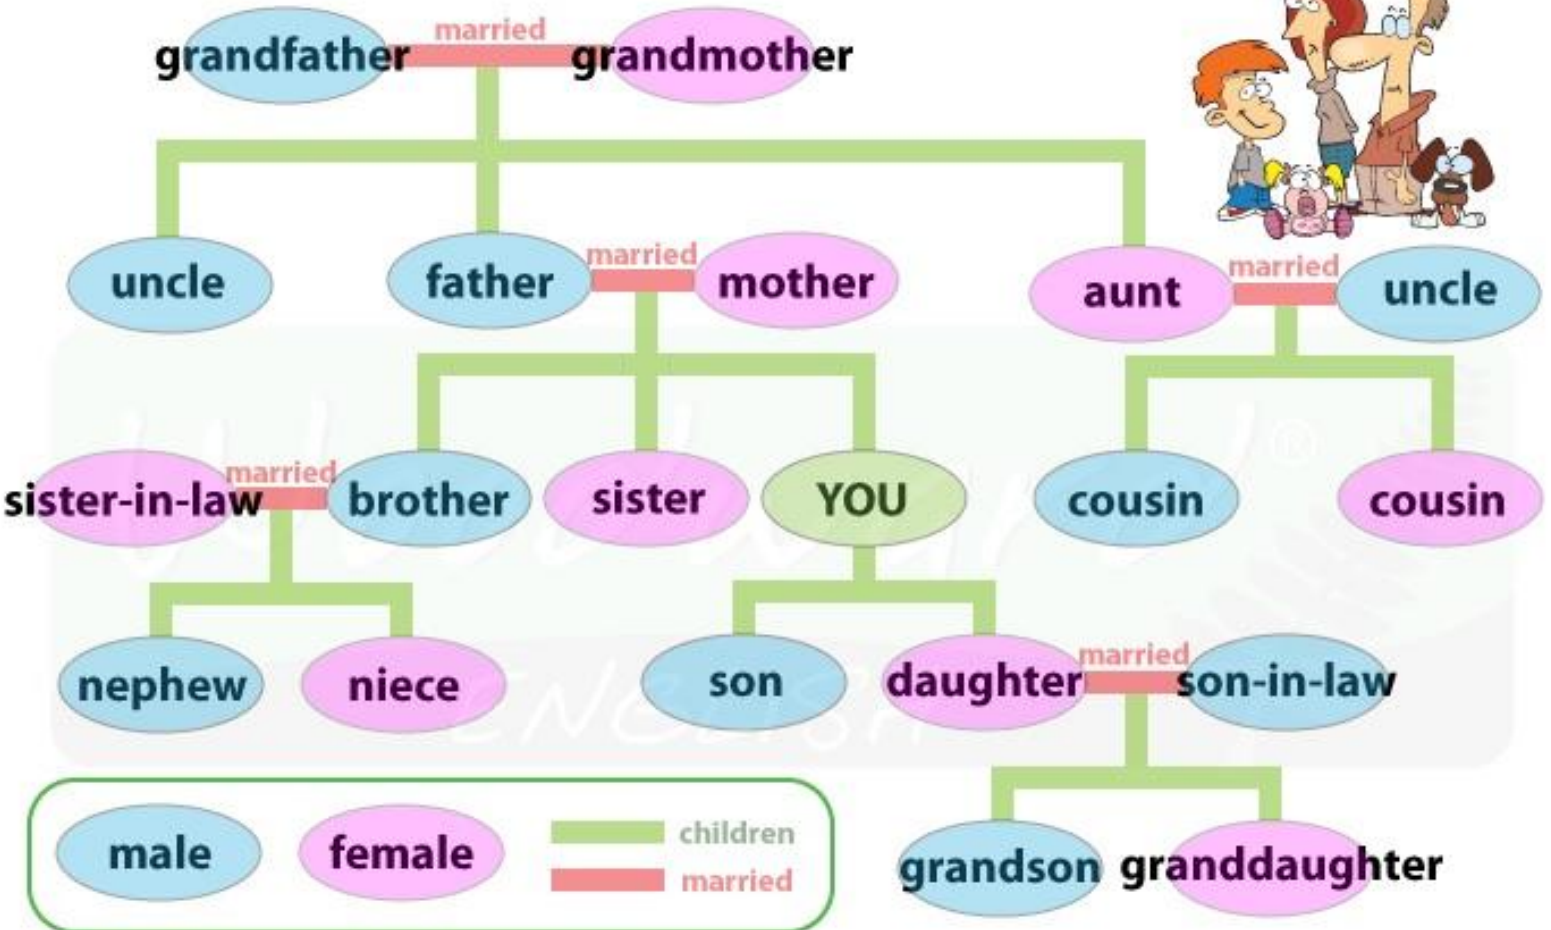 married
grandfather grandmother
married married
uncle father mother aunt uncle
married
sister-in-law brother sister YOU cousin cousin
married
nephew niece son daughter son-in-law
ENGLISH
children
male female
married
grandson granddaughter
®